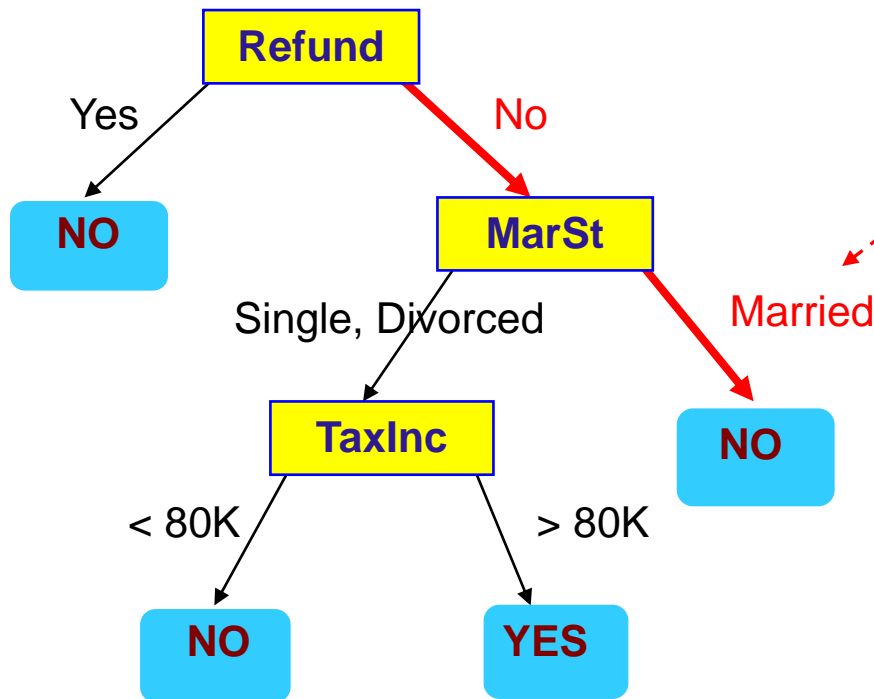 Refund
Yes
No
NO
MarSt
Single, Divorced
Married
TaxInc
NO
< 80K
> 80K
NO
YES